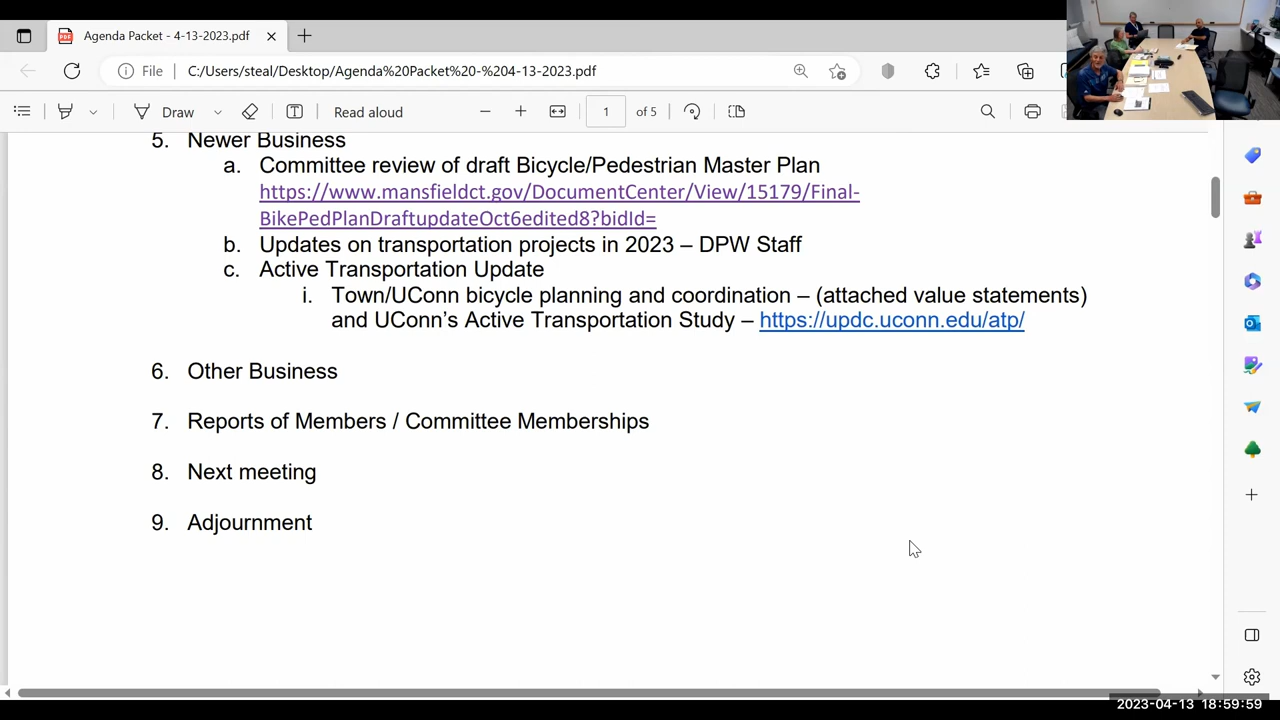 Agenda Packet - 4-13-2023.pdf
File
C:/Users/steal/Desktop/Agenda%20Packet%20-%204-13-2023.pdf
Draw
Read aloud
1
of 5
5. Newer Business
a. Committee review of draft Bicycle/Pedestrian Master Plan
https://www.mansfieldct.gov/DocumentCenter/View/15179/Final-
BikePedPlanDraftupdateOct6edited8?bidId=
b. Updates on transportation projects in 2023 – DPW Staff
c. Active Transportation Update
i. Town/UConn bicycle planning and coordination – (attached value statements)
and UConn's Active Transportation Study – https://updc.uconn.edu/atp/
6. Other Business
7. Reports of Members / Committee Memberships
8. Next meeting
9. Adjournment
2023-04-13 18:59:59